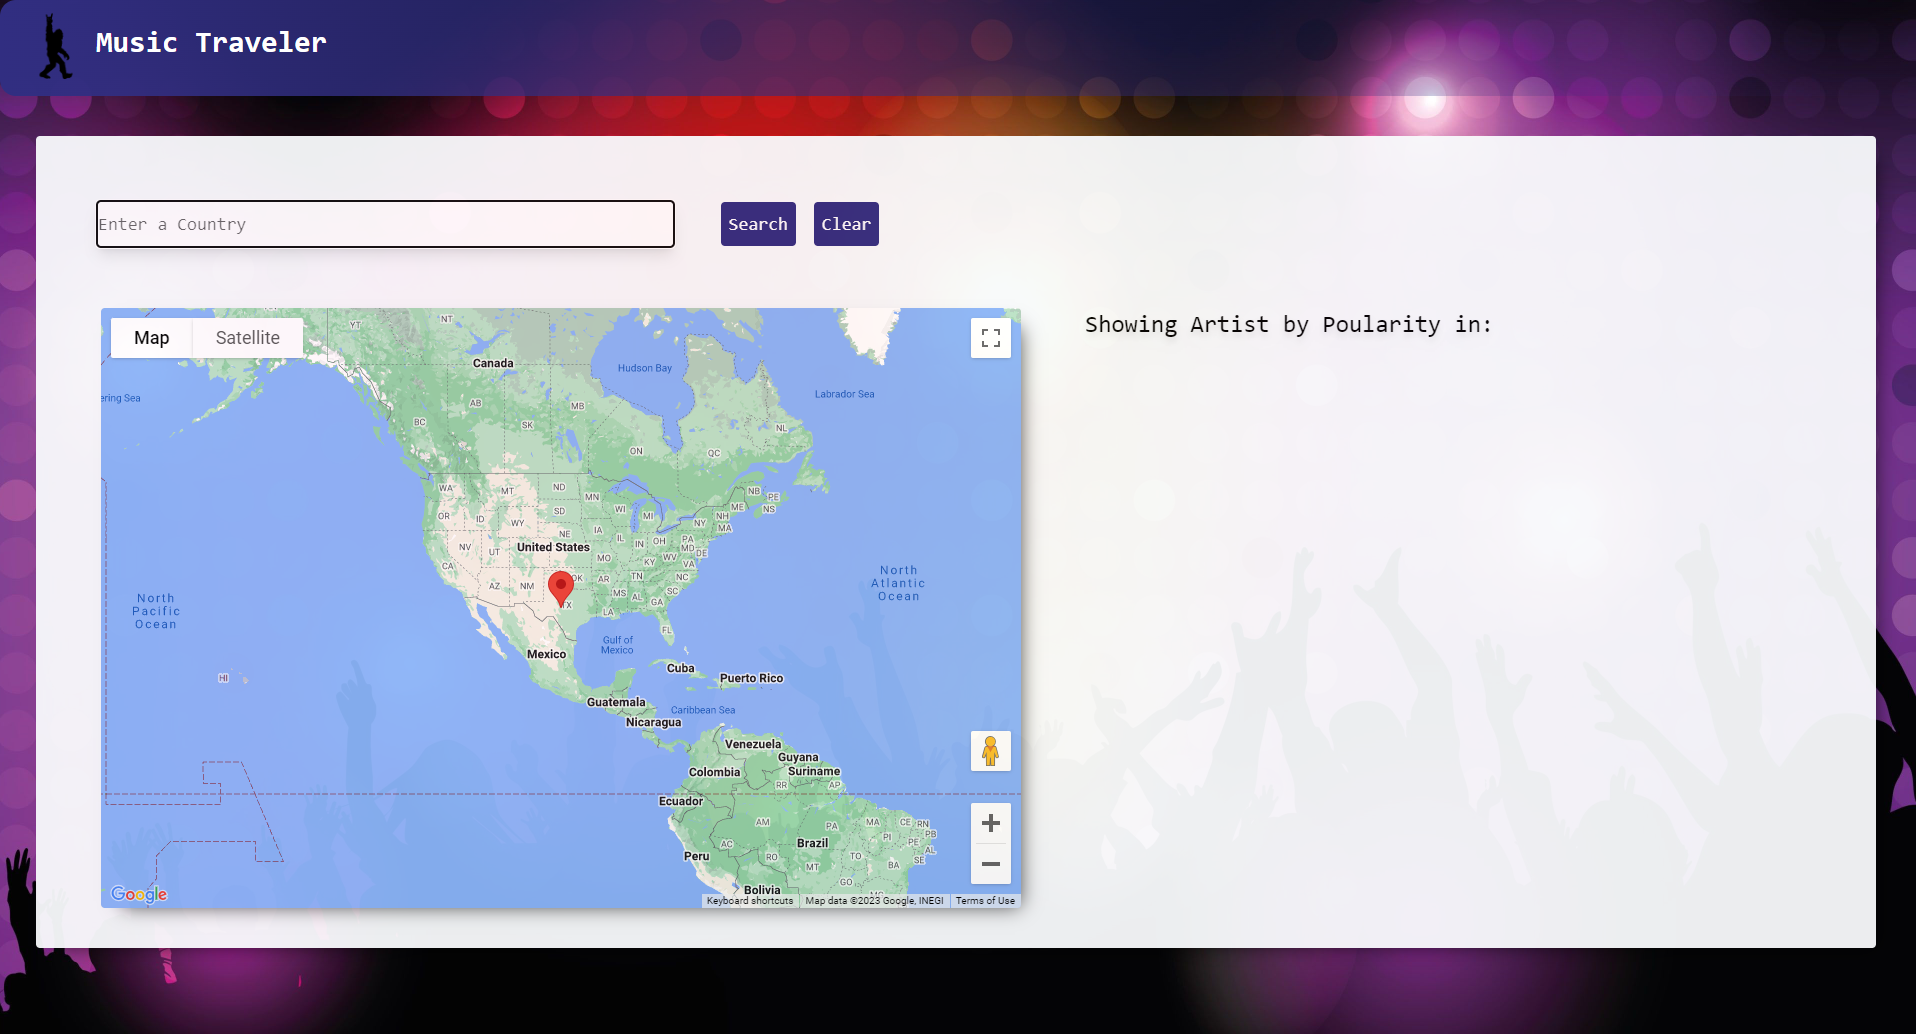 Music Traveler
Enter a Country
Search
Clear
Showing Artist by Poularity in:
Map
Satellite
YT
NT
Canada
Hudson Bay
Labrador Sea
ering Sea
AB
MB
BC
SK
NL
ON
QC
WA
MT
ND
MN
NB
PE
OR
ID
SD
WI
MI
ME
NS
WY
NH
NY
MA
NE
IA
IL
IN
OH
PA
NV
UT
United States
MD
DE
MO
KY
WV
VA
CA
AZ
NM
OK
AR
TN
NC
MS
AL
SC
TX
LA
GA
FL
North
Pacific
Ocean
North
Atlantic
Ocean
Gulf of
Mexico
Mexico
Cuba
Puerto Rico
HI
Guatemala
Caribbean Sea
Nicaragua
Venezuela
Guyana
Colombia
Suriname
RR
AP
Ecuador
AM
PA
MA
CE
RN
PB
PI
PE
AL
AC
Brazil
SE
Peru
RO
TO
MT
BA
GO
Bolivia
MG
Google
Keyboard shortcuts
Map data ©2023 Google, INEGI
Terms of Use